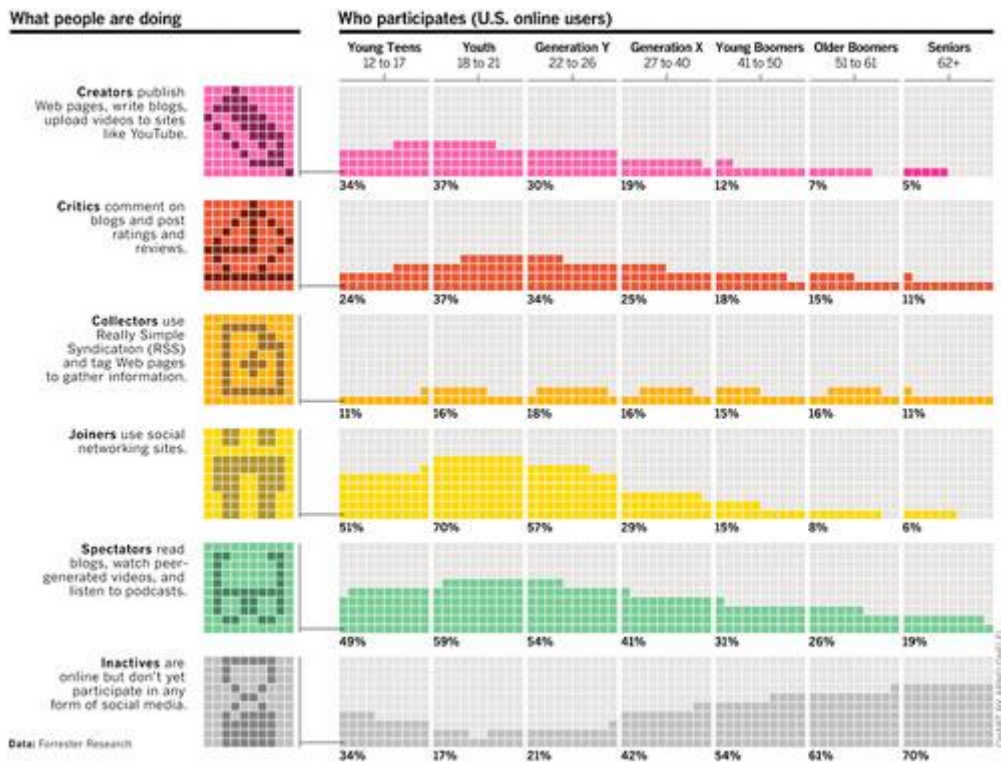 What people are doing
Who participates (U.S. online users)
Young Teens
12 to 17
Youth
18 to 21
Generation Y
22 to 26
Generation X
27 to 40
Young Boomers
41 to 50
Older Boomers
51 to 61
Seniors
62+
Creators publish
Web pages, write blogs,
upload videos to sites
like YouTube.
34% 37% 30% 19% 12% 7% 5%
Critics comment on
blogs and post
ratings and
reviews.
24% 37% 34% 25% 18% 15% 11%
Collectors use
Really Simple
Syndication (RSS)
and tag Web pages
to gather information.
11% 16% 18% 16% 15% 16% 11%
Joiners use social
networking sites.
51% 70% 57% 29% 15% 8% 6%
Spectators read
blogs, watch peer-
generated videos, and
listen to podcasts.
49% 59% 54% 41% 31% 26% 19%
Inactives are
online but don't yet
participate in any
form of social media.
34% 17% 21% 42% 54% 61% 70%
Data: Forrester Research